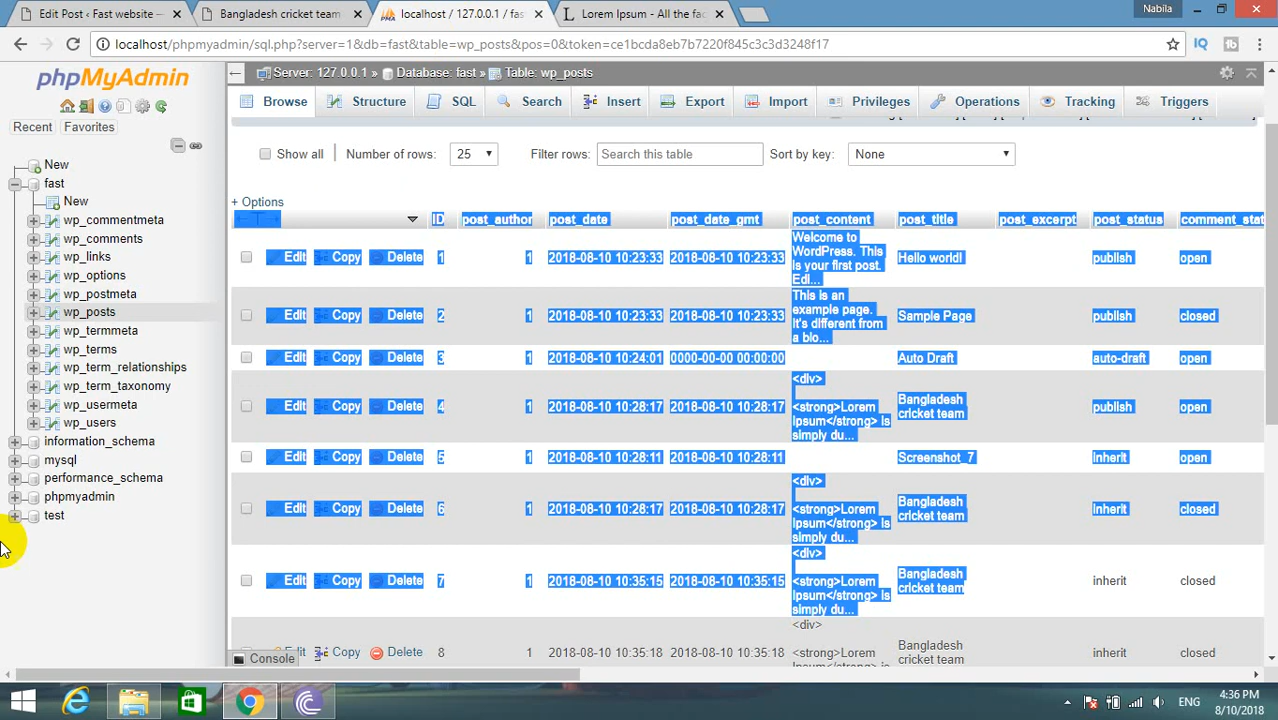 Edit Post ‹ Fast website –
Bangladesh cricket team
localhost / 127.0.0.1 / fas
Lorem Ipsum - All the fac
Nabila
localhost/phpmyadmin/sql.php?server=1&db=fast&table=wp_posts&pos=0&token=ce1bcda8eb7b7220f845c3c3d3248f17
phpMyAdmin
Recent Favorites
New
fast
New
wp_commentmeta
wp_comments
wp_links
wp_options
wp_postmeta
wp_posts
wp_termmeta
wp_terms
wp_term_relationships
wp_term_taxonomy
wp_usermeta
wp_users
information_schema
mysql
performance_schema
phpmyadmin
test
Server: 127.0.0.1 » Database: fast » Table: wp_posts
Browse Structure SQL Search Insert Export Import Privileges Operations Tracking Triggers
Show all Number of rows: 25 Filter rows: Search this table Sort by key: None
+ Options
ID post_author post_date post_date_gmt post_content post_title post_excerpt post_status comment_stat
Edit Copy Delete 1 1 2018-08-10 10:23:33 2018-08-10 10:23:33 Welcome to
WordPress. This
is your first post.
Edi... Hello world! publish open
Edit Copy Delete 2 1 2018-08-10 10:23:33 2018-08-10 10:23:33 This is an
example page.
It's different from
a blo... Sample Page publish closed
Edit Copy Delete 3 1 2018-08-10 10:24:01 0000-00-00 00:00:00 Auto Draft auto-draft open
Edit Copy Delete 4 1 2018-08-10 10:28:17 2018-08-10 10:28:17 <div>
<strong>Lorem
Ipsum</strong> is
simply du... Bangladesh
cricket team publish open
Edit Copy Delete 5 1 2018-08-10 10:28:11 2018-08-10 10:28:11 Screenshot_7 inherit open
Edit Copy Delete 6 1 2018-08-10 10:28:17 2018-08-10 10:28:17 <div>
<strong>Lorem
Ipsum</strong> is
simply du... Bangladesh
cricket team inherit closed
Edit Copy Delete 7 1 2018-08-10 10:35:15 2018-08-10 10:35:15 <div>
<strong>Lorem
Ipsum</strong> is
simply du... Bangladesh
cricket team inherit closed
Edit Copy Delete 8 1 2018-08-10 10:35:18 2018-08-10 10:35:18 <div>
<strong>Lorem
Bangladesh
cricket team inherit closed
Console
ENG
4:36 PM
8/10/2018